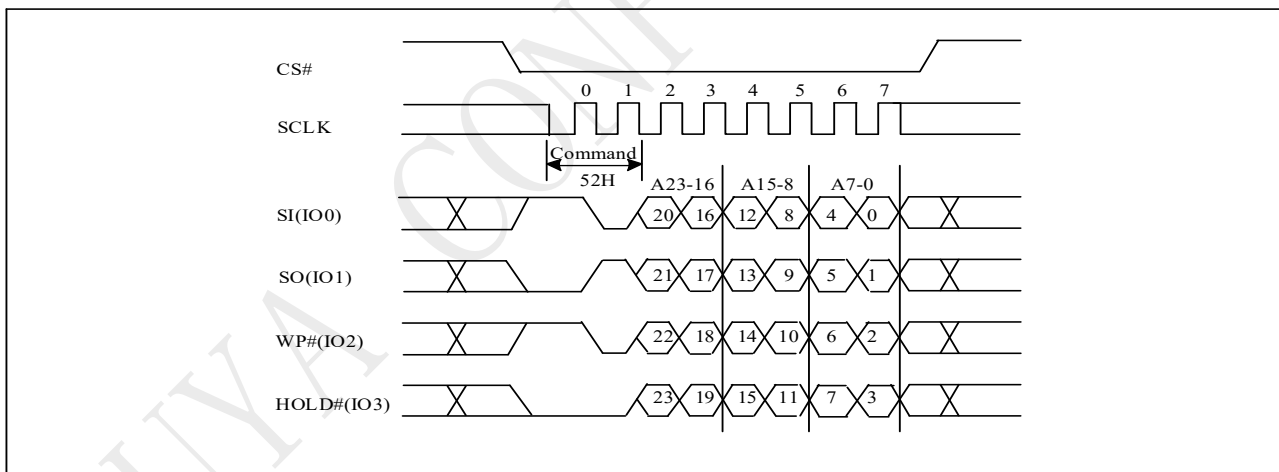 CS#
0 1 2 3 4 5 6 7
SCLK
Command
52H
A23-16 A15-8 A7-0
SI(IO0) 20 16 12 8 4 0
SO(IO1) 21 17 13 9 5 1
WP#(IO2) 22 18 14 10 6 2
HOLD#(IO3) 23 19 15 11 7 3
UYA CONF